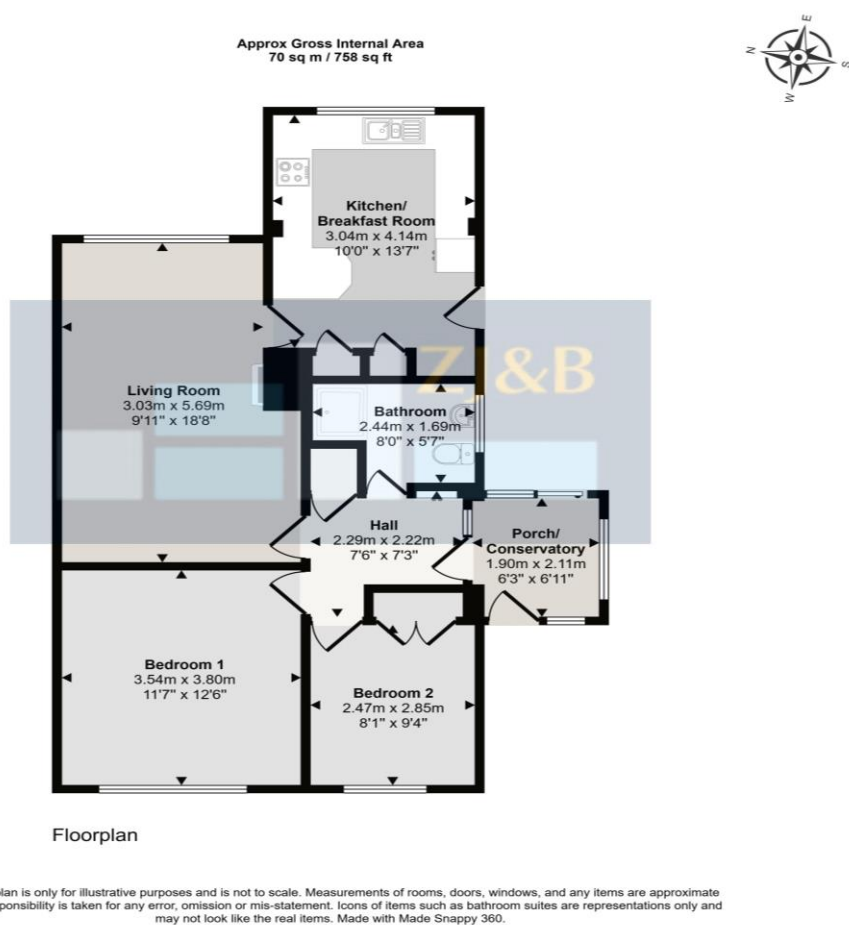 Approx Gross Internal Area
70 sq m / 758 sq ft
E
N
S
W
Kitchen/
Breakfast Room
3.04m x 4.14m
10'0" x 13'7"
Living Room
3.03m x 5.69m
9'11" x 18'8"
ZJ&B
Bathroom
2.44m x 1.69m
8'0" x 5'7"
Hall
2.29m x 2.22m
7'6" x 7'3"
Porch/
Conservatory
1.90m x 2.11m
6'3" x 6'11"
Bedroom 1
3.54m x 3.80m
11'7" x 12'6"
Bedroom 2
2.47m x 2.85m
8'1" x 9'4"
Floorplan
lan is only for illustrative purposes and is not to scale. Measurements of rooms, doors, windows, and any items are approximate
ponsibility is taken for any error, omission or mis-statement. Icons of items such as bathroom suites are representations only and
may not look like the real items. Made with Made Snappy 360.